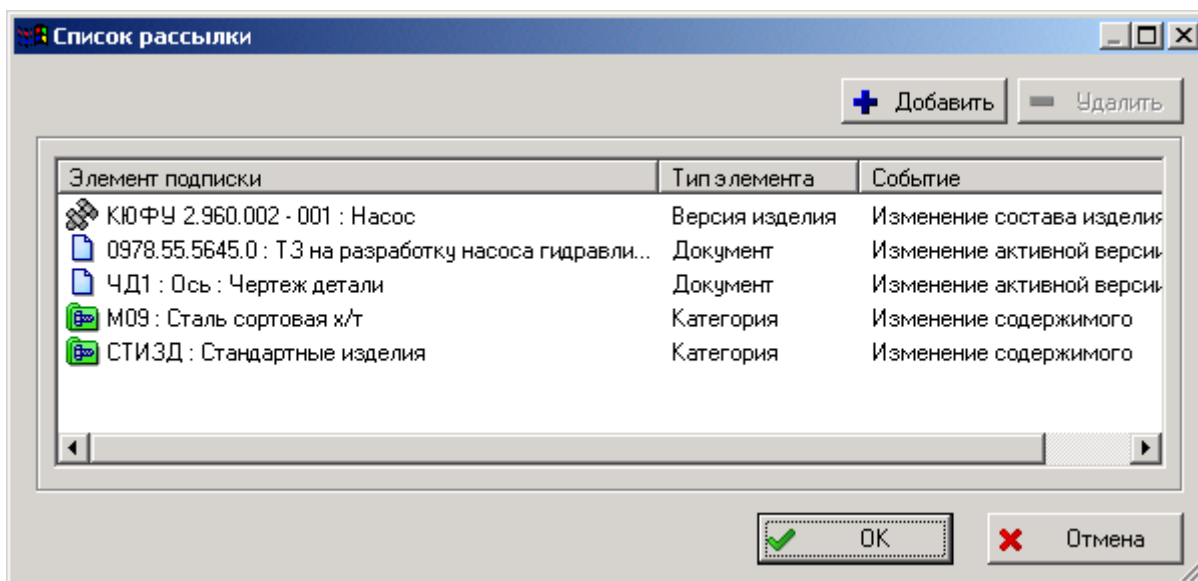 Список рассылки
Добавить Удалить
Элемент подписки Тип элемента Событие
КЮФУ 2.960.002 - 001 : Насос Версия изделия Изменение состава изделия
0978.55.5645.0 : ТЗ на разработку насоса гидравли... Документ Изменение активной версии
ЧД1 : Ось : Чертеж детали Документ Изменение активной версии
М09 : Сталь сортовая х/т Категория Изменение содержимого
СТИЗД : Стандартные изделия Категория Изменение содержимого
OK Отмена